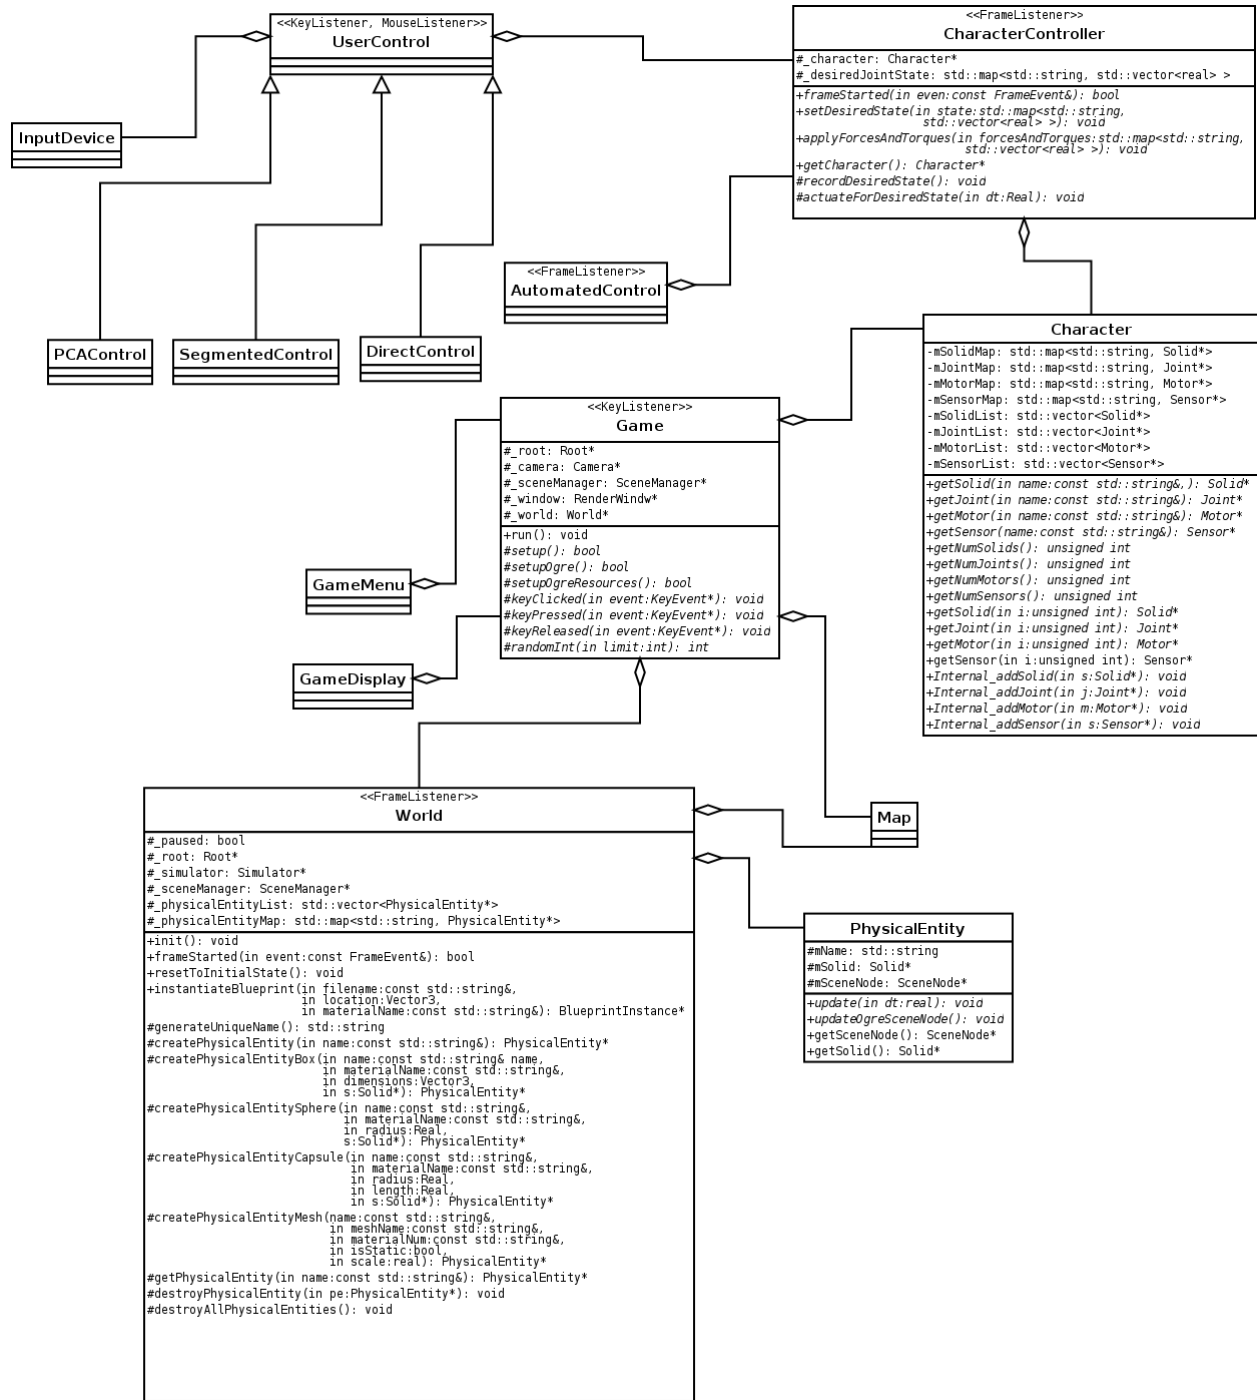 <<KeyListener, MouseListener>>
UserControl
<<FrameListener>>
CharacterController
#_character: Character*
#_desiredJointState: std::map<std::string, std::vector<real> >
+frameStarted(in even:const FrameEvent&): bool
+setDesiredState(in state:std::map<std::string,
std::vector<real> >): void
+applyForcesAndTorques(in forcesAndTorques:std::map<std::string,
std::vector<real> >): void
+getCharacter(): Character*
#recordDesiredState(): void
#actuateForDesiredState(in dt:Real): void
InputDevice
<<FrameListener>>
AutomatedControl
PCAControl
SegmentedControl
DirectControl
Character
-mSolidMap: std::map<std::string, Solid*>
-mJointMap: std::map<std::string, Joint*>
-mMotorMap: std::map<std::string, Motor*>
-mSensorMap: std::map<std::string, Sensor*>
-mSolidList: std::vector<Solid*>
-mJointList: std::vector<Joint*>
-mMotorList: std::vector<Motor*>
-mSensorList: std::vector<Sensor*>
+getSolid(in name:const std::string&,): Solid*
+getJoint(in name:const std::string&): Joint*
+getMotor(in name:const std::string&): Motor*
+getSensor(name:const std::string&): Sensor*
+getNumSolids(): unsigned int
+getNumJoints(): unsigned int
+getNumMotors(): unsigned int
+getNumSensors(): unsigned int
+getSolid(in i:unsigned int): Solid*
+getJoint(in i:unsigned int): Joint*
+getMotor(in i:unsigned int): Motor*
+getSensor(in i:unsigned int): Sensor*
+Internal_addSolid(in s:Solid*): void
+Internal_addJoint(in j:Joint*): void
+Internal_addMotor(in m:Motor*): void
+Internal_addSensor(in s:Sensor*): void
<<KeyListener>>
Game
#_root: Root*
#_camera: Camera*
#_sceneManager: SceneManager*
#_window: RenderWindw*
#_world: World*
+run(): void
#setup(): bool
#setupOgre(): bool
#setupOgreResources(): bool
#keyClicked(in event:KeyEvent*): void
#keyPressed(in event:KeyEvent*): void
#keyReleased(in event:KeyEvent*): void
#randomInt(in limit:int): int
GameMenu
GameDisplay
<<FrameListener>>
World
#_paused: bool
#_root: Root*
#_simulator: Simulator*
#_sceneManager: SceneManager*
#_physicalEntityList: std::vector<PhysicalEntity*>
#_physicalEntityMap: std::map<std::string, PhysicalEntity*>
+init(): void
+frameStarted(in event:const FrameEvent&): bool
+resetToInitialState(): void
+instantiateBlueprint(in filename:const std::string&,
in location:Vector3,
in materialName:const std::string&): BlueprintInstance*
#generateUniqueName(): std::string
#createPhysicalEntity(in name:const std::string&): PhysicalEntity*
#createPhysicalEntityBox(in name:const std::string& name,
in materialName:const std::string&,
in dimensions:Vector3,
in s:Solid*): PhysicalEntity*
#createPhysicalEntitySphere(in name:const std::string&,
in materialName:const std::string&,
in radius:Real,
s:Solid*): PhysicalEntity*
#createPhysicalEntityCapsule(in name:const std::string&,
in materialName:const std::string&,
in radius:Real,
in length:Real,
in s:Solid*): PhysicalEntity*
#createPhysicalEntityMesh(name:const std::string&,
in meshName:const std::string&,
in materialNum:const std::string&,
in isStatic:bool,
in scale:real): PhysicalEntity*
#getPhysicalEntity(in name:const std::string&): PhysicalEntity*
#destroyPhysicalEntity(in pe:PhysicalEntity*): void
#destroyAllPhysicalEntities(): void
Map
PhysicalEntity
#mName: std::string
#mSolid: Solid*
#mSceneNode: SceneNode*
+update(in dt:real): void
+updateOgreSceneNode(): void
+getSceneNode(): SceneNode*
+getSolid(): Solid*